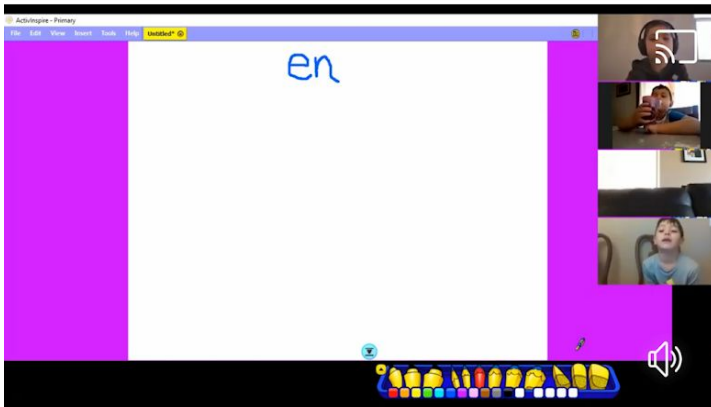 ActivInspire - Primary
File Edit View Insert Tools Help Untitled*
en